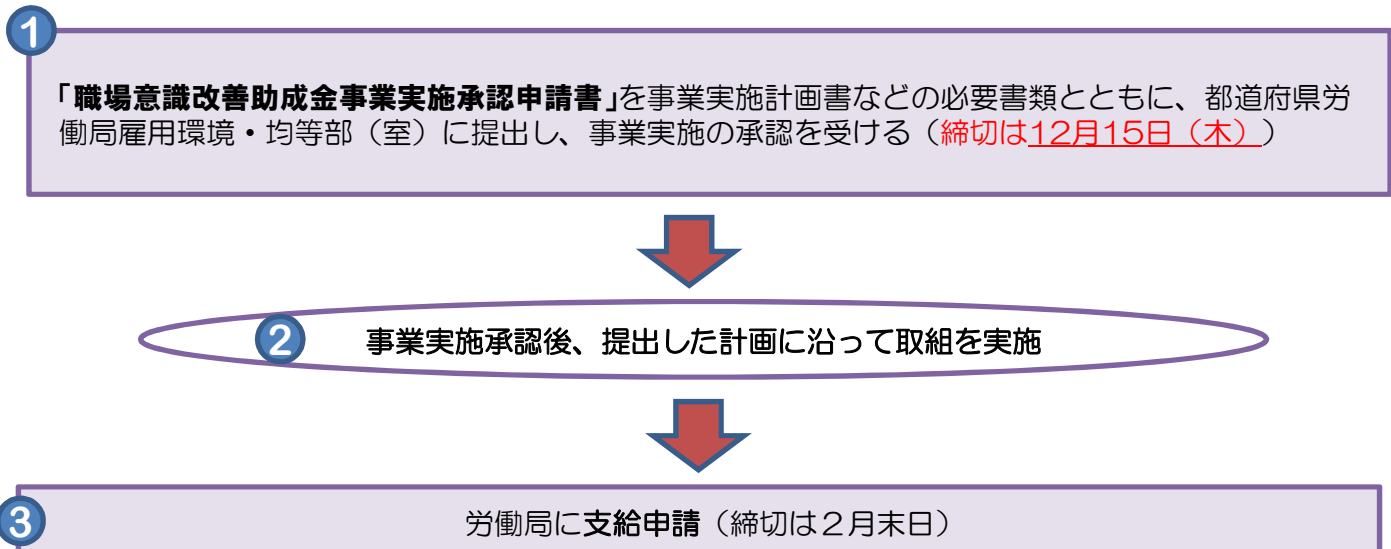 1
「職場意識改善助成金事業実施承認申請書」を事業実施計画書などの必要書類とともに、都道府県労
働局雇用環境・均等部（室）に提出し、事業実施の承認を受ける（締切は12月15日（木））
2
事業実施承認後、提出した計画に沿って取組を実施
3
労働局に支給申請（締切は２月末日）